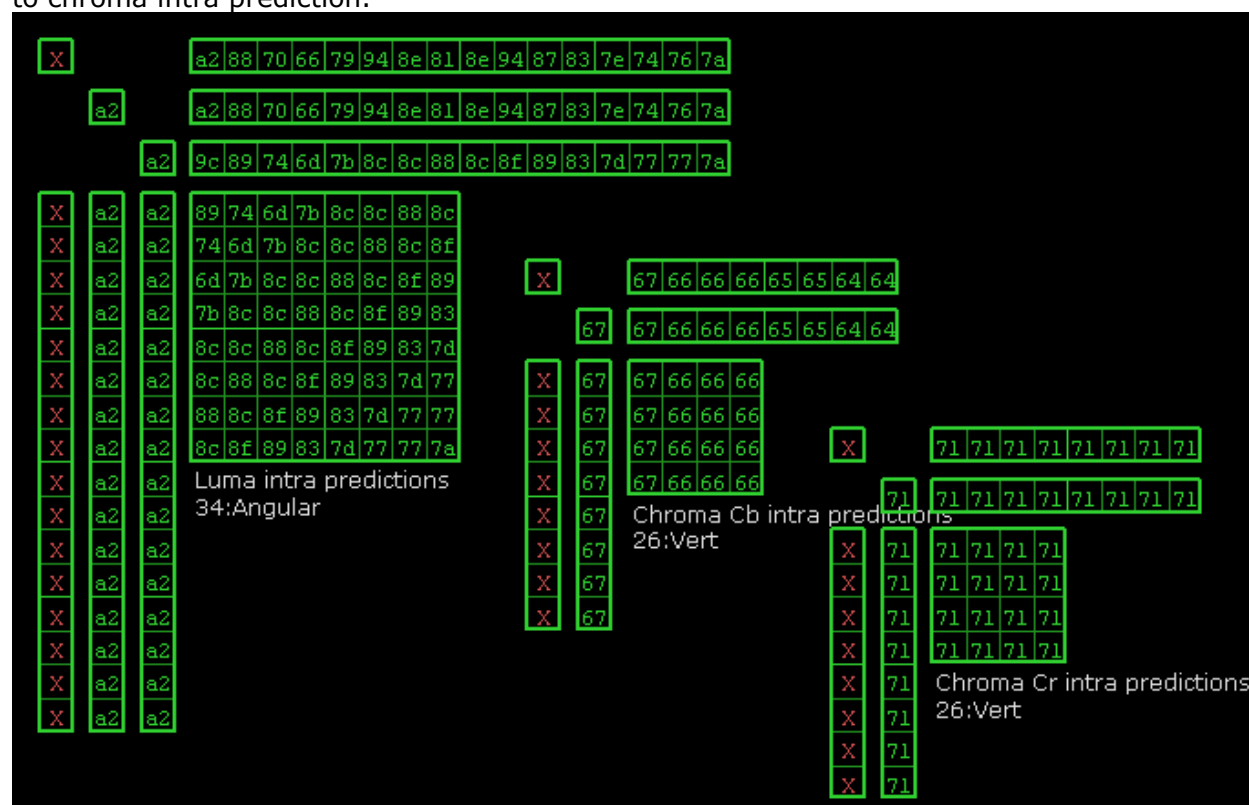 to chroma intra prediction.
X a2 88 70 66 79 94 8e 81 8e 94 87 83 7e 74 76 7a
a2 a2 88 70 66 79 94 8e 81 8e 94 87 83 7e 74 76 7a
a2 9c 89 74 6d 7b 8c 8c 88 8c 8f 89 83 7d 77 77 7a
X a2 a2 89 74 6d 7b 8c 8c 88 8c
X a2 a2 74 6d 7b 8c 8c 88 8c 8f
X a2 a2 6d 7b 8c 8c 88 8c 8f 89
X a2 a2 7b 8c 8c 88 8c 8f 89 83
X a2 a2 8c 8c 88 8c 8f 89 83 7d
X a2 a2 8c 88 8c 8f 89 83 7d 77
X a2 a2 88 8c 8f 89 83 7d 77 77
X a2 a2 8c 8f 89 83 7d 77 77 7a
X a2 a2
X a2 a2
X a2 a2
X a2 a2
X a2 a2
X a2 a2
X a2 a2
X a2 a2
Luma intra predictions
34:Angular
X 67 66 66 66 65 65 64 64
67 67 66 66 66 65 65 64 64
X 67 67 66 66 66
X 67 67 66 66 66
X 67 67 66 66 66
X 67 67 66 66 66
X 67
X 67
X 67
X 67
Chroma Cb intra predictions
26:Vert
X 71 71 71 71 71 71 71 71
71 71 71 71 71 71 71 71 71
X 71 71 71 71 71
X 71 71 71 71 71
X 71 71 71 71 71
X 71 71 71 71 71
X 71
X 71
X 71
X 71
Chroma Cr intra predictions
26:Vert